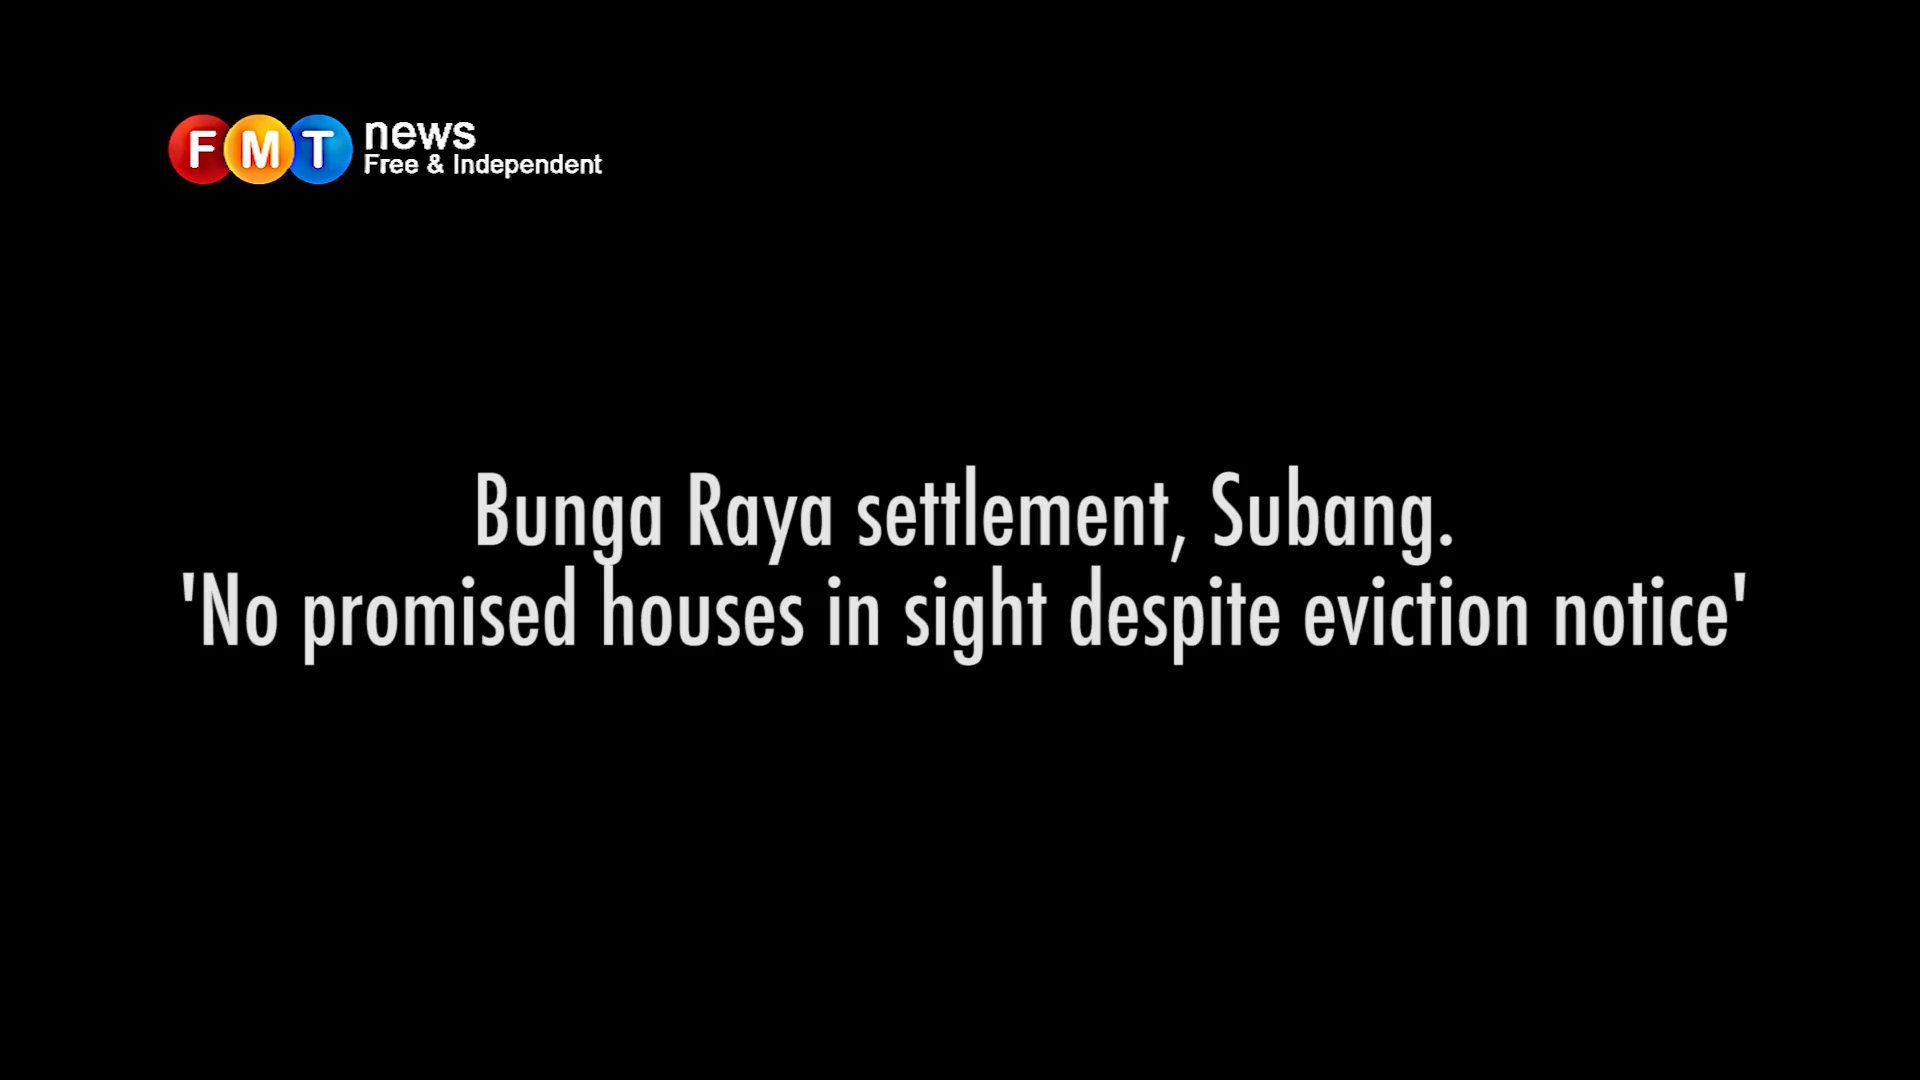 FMT news
Free & Independent
Bunga Raya settlement, Subang.
'No promised houses in sight despite eviction notice'